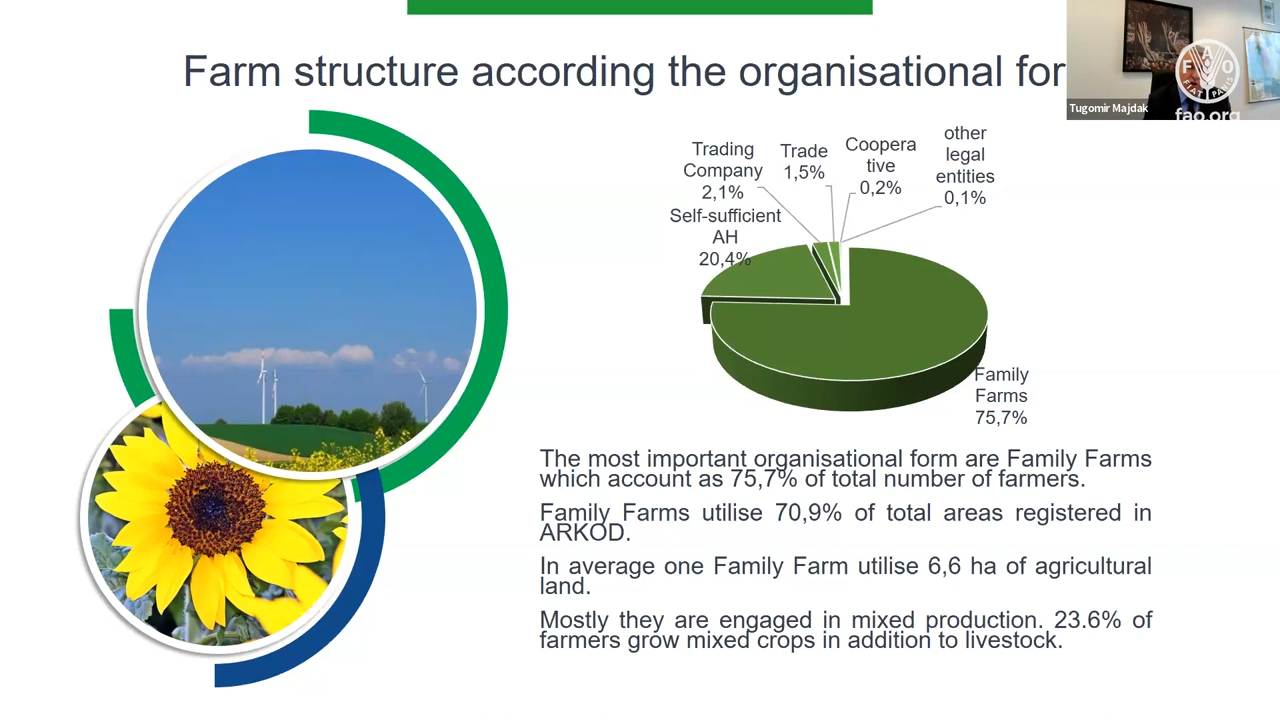 Farm structure according the organisational for
Tugomir Majdak
F A O
FIAT PANIS
fao.org
Trading
Company
2,1%
Trade
1,5%
Coopera
tive
0,2%
other
legal
entities
0,1%
Self-sufficient
AH
20,4%
Family
Farms
75,7%
The most important organisational form are Family Farms
which account as 75,7% of total number of farmers.
Family Farms utilise 70,9% of total areas registered in
ARKOD.
In average one Family Farm utilise 6,6 ha of agricultural
land.
Mostly they are engaged in mixed production. 23.6% of
farmers grow mixed crops in addition to livestock.